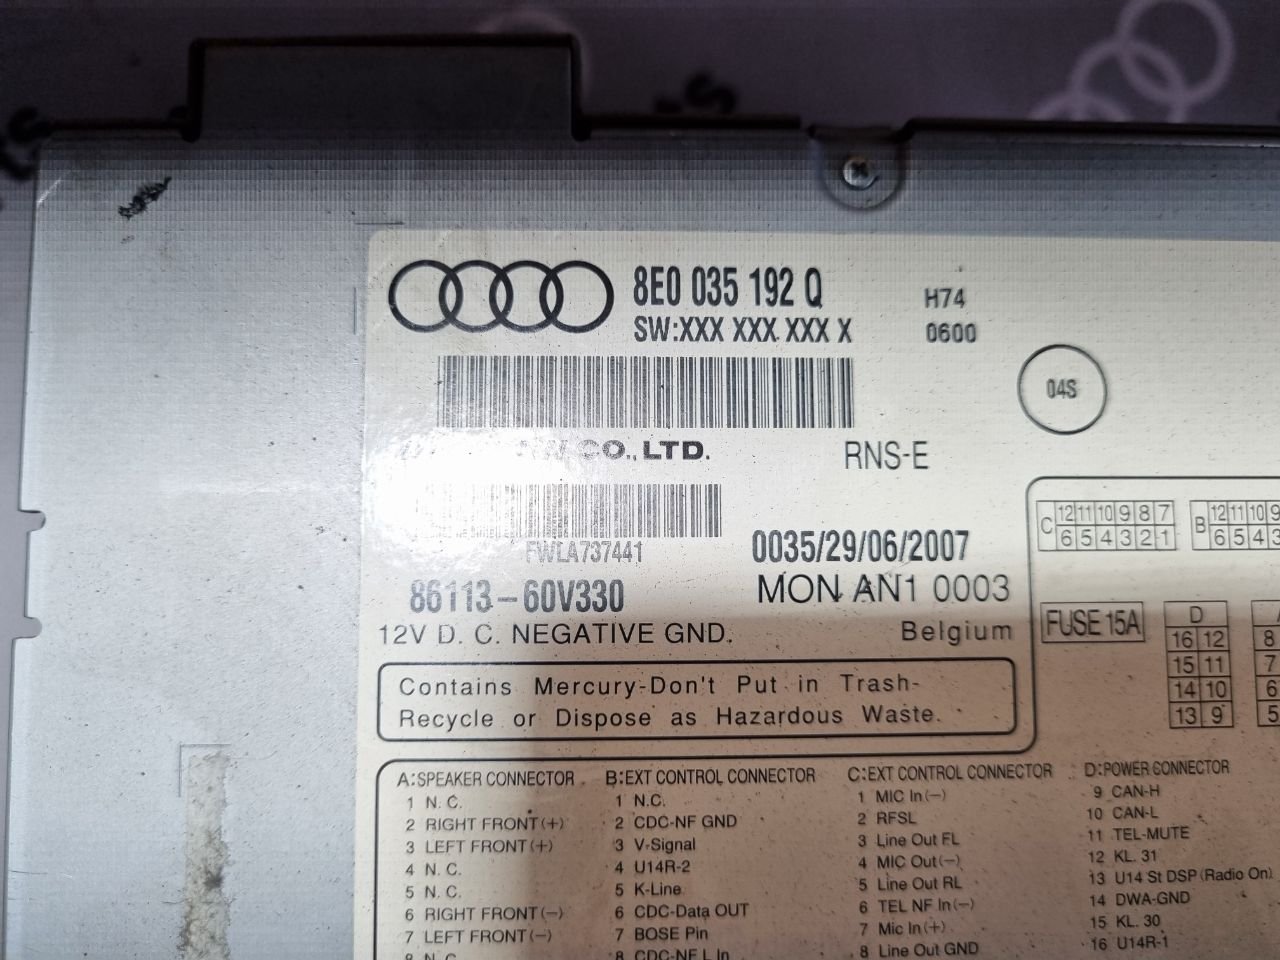 8E0 035 192 Q
SW:XXX XXX XXX X
H74
0600
04S
CO., LTD.
RNS-E
FWLA737441
0035/29/06/2007
86113-60V330
MON AN1 0003
12V D. C. NEGATIVE GND.
Belgium
Contains Mercury-Don't Put in Trash-
Recycle or Dispose as Hazardous Waste.
C 12 11 10 9 8 7
6 5 4 3 2 1
B 12 11 10 9
6 5 4 3
FUSE 15A
D
16 12
15 11
14 10
13 9
8
7
6
5
A:SPEAKER CONNECTOR
1 N. C.
2 RIGHT FRONT(+)
3 LEFT FRONT(+)
4 N. C.
5 N. C.
6 RIGHT FRONT(-)
7 LEFT FRONT(-)
8 N. C.
B:EXT CONTROL CONNECTOR
1 N.C.
2 CDC-NF GND
3 V-Signal
4 U14R-2
5 K-Line
6 CDC-Data OUT
7 BOSE Pin
8 CDC-NF L In
C:EXT CONTROL CONNECTOR
1 MIC In(-)
2 RFSL
3 Line Out FL
4 MIC Out(-)
5 Line Out RL
6 TEL NF In(-)
7 Mic In(+)
8 Line Out GND
D:POWER CONNECTOR
9 CAN-H
10 CAN-L
11 TEL-MUTE
12 KL. 31
13 U14 St DSP (Radio On)
14 DWA-GND
15 KL. 30
16 U14R-1